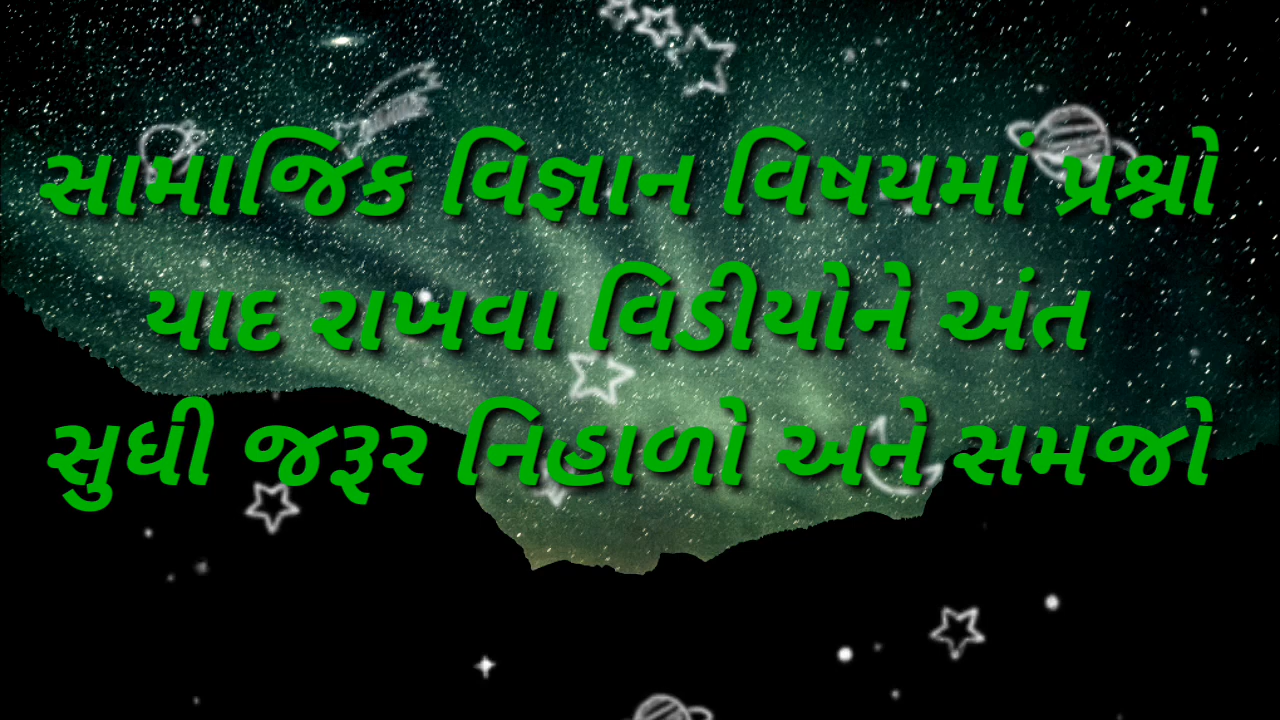 સામાજિક વિજ્ઞાન વિષયમાં પ્રશ્નો
યાદ રાખવા વિડીયોને અંત
સુધી જરૂર નિહાળો અને સમજો